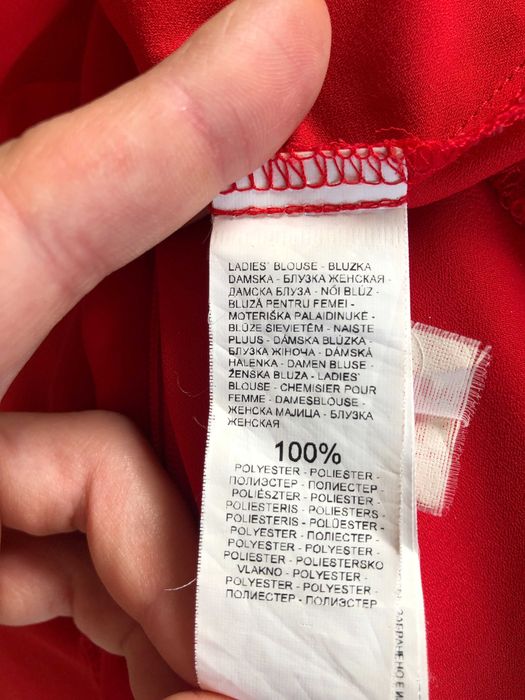 LADIES' BLOUSE - BLUZKA
DAMSKA - БЛУЗКА ЖЕНСКАЯ -
ДАМСКА БЛУЗА - NŐI BLÚZ -
BLUZĂ PENTRU FEMEI -
MOTERIŠKA PALAIDINUKĖ -
BLŪZE SIEVIETĒM - NAISTE
PLUUS - DÁMSKA BLÚZKA -
БЛУЗКА ЖІНОЧА - DÁMSKÁ
HALENKA - DAMEN BLUSE -
ŽENSKA BLUZA - LADIES'
BLOUSE - CHEMISIER POUR
FEMME - DAMESBLOUSE -
ЖЕНСКА МАЈИЦА - БЛУЗКА
ЖЕНСКАЯ
100%
POLYESTER - POLIESTER -
ПОЛИЭСТЕР - ПОЛИЕСТЕР -
POLIÉSZTER - POLIESTER -
POLIESTERIS - POLIESTERS -
POLIESTERIS - POLÜESTER -
POLYESTER - ПОЛІЕСТЕР -
POLYESTER - POLYESTER -
POLIESTER - POLIESTERSKO
VLAKNO - POLYESTER -
POLYESTER - POLYESTER -
ПОЛИЕСТЕР - ПОЛИЭСТЕР